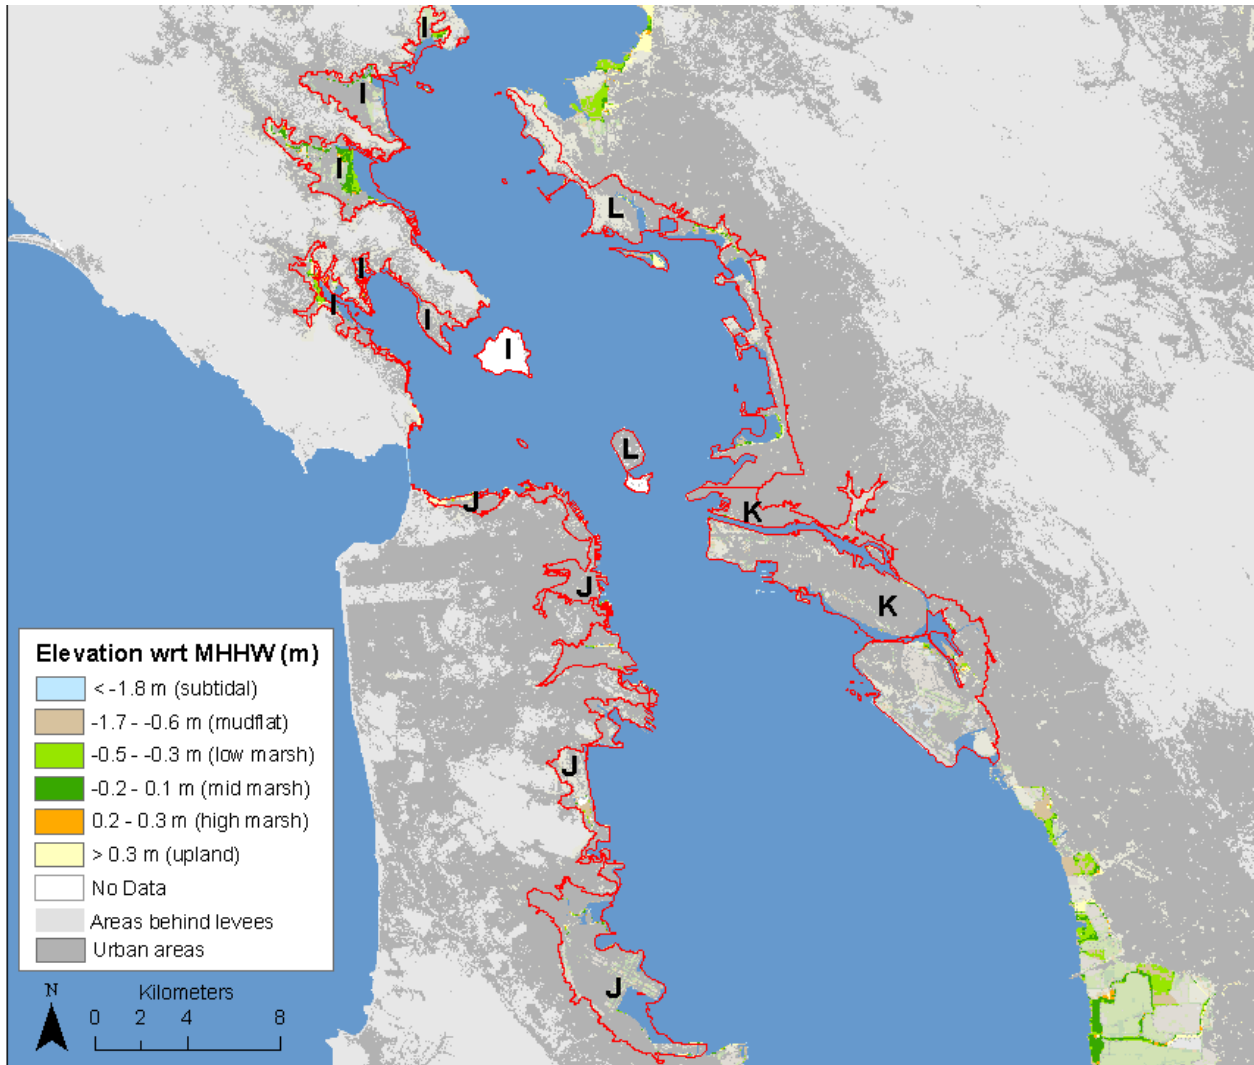 I
I
I
L
I
I
I
I
L
J
K
J
K
J
J
Elevation wrt MHHW (m)
< -1.8 m (subtidal)
-1.7 - -0.6 m (mudflat)
-0.5 - -0.3 m (low marsh)
-0.2 - 0.1 m (mid marsh)
0.2 - 0.3 m (high marsh)
> 0.3 m (upland)
No Data
Areas behind levees
Urban areas
N
Kilometers
0 2 4 8